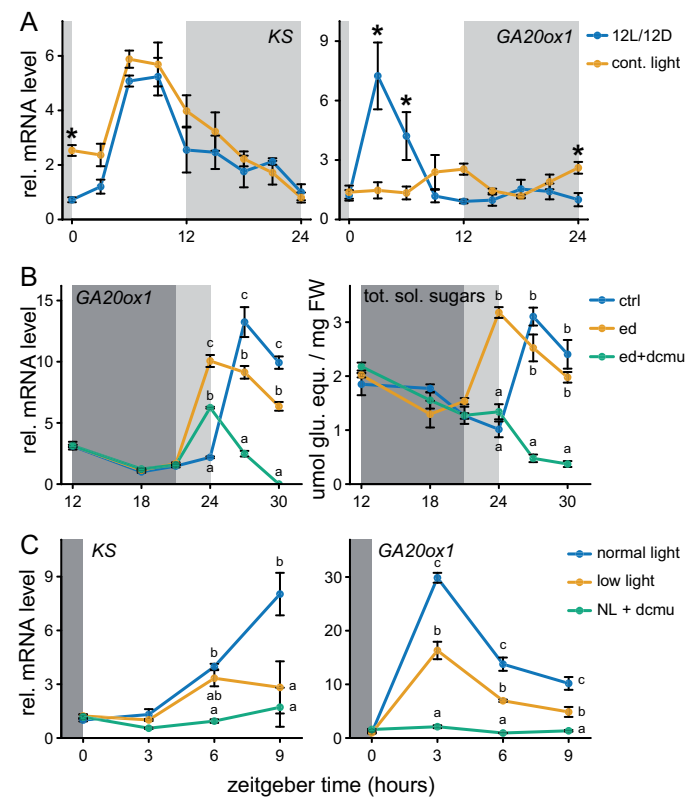 A
KS
GA20ox1
12L/12D
cont. light
rel. mRNA level
6
4
2
0
*
0
12
24
9
6
3
0
*
*
*
0
12
24
B
GA20ox1
tot. sol. sugars
ctrl
ed
ed+dcmu
rel. mRNA level
15
10
5
0
c
c
b
b
b
a
a
a
12
18
24
30
umol glu. equ. / mg FW
3
2
1
0
b
b
b
b
b
a
a
a
a
12
18
24
30
C
KS
GA20ox1
normal light
low light
NL + dcmu
rel. mRNA level
9
6
3
0
b
b
ab
a
a
a
0
3
6
9
30
20
10
0
c
b
a
c
b
a
c
b
a
0
3
6
9
zeitgeber time (hours)